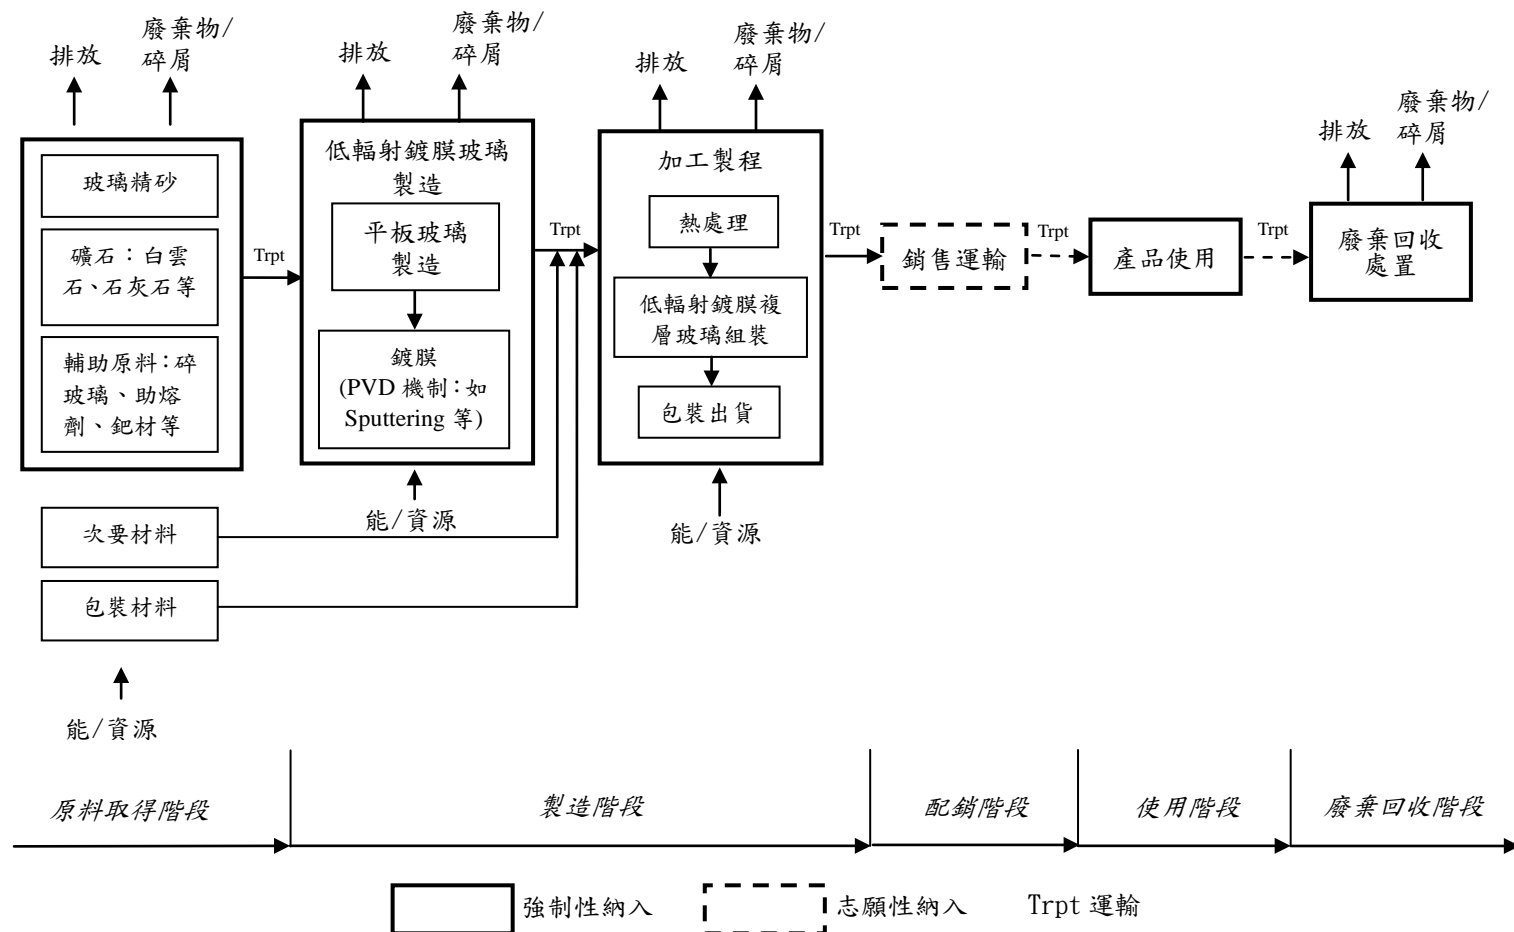 排放
廢棄物/
碎屑
玻璃精砂
礦石：白雲
石、石灰石等
輔助原料：碎
玻璃、助熔
劑、鈀材等
Trpt
次要材料
包裝材料
能/資源
排放
廢棄物/
碎屑
低輻射鍍膜玻璃
製造
平板玻璃
製造
鍍膜
(PVD 機制：如
Sputtering 等)
能/資源
Trpt
排放
廢棄物/
碎屑
加工製程
熱處理
低輻射鍍膜複
層玻璃組裝
包裝出貨
能/資源
Trpt
銷售運輸
Trpt
產品使用
Trpt
排放
廢棄物/
碎屑
廢棄回收
處置
原料取得階段
製造階段
配銷階段
使用階段
廢棄回收階段
強制性納入
志願性納入
Trpt 運輸